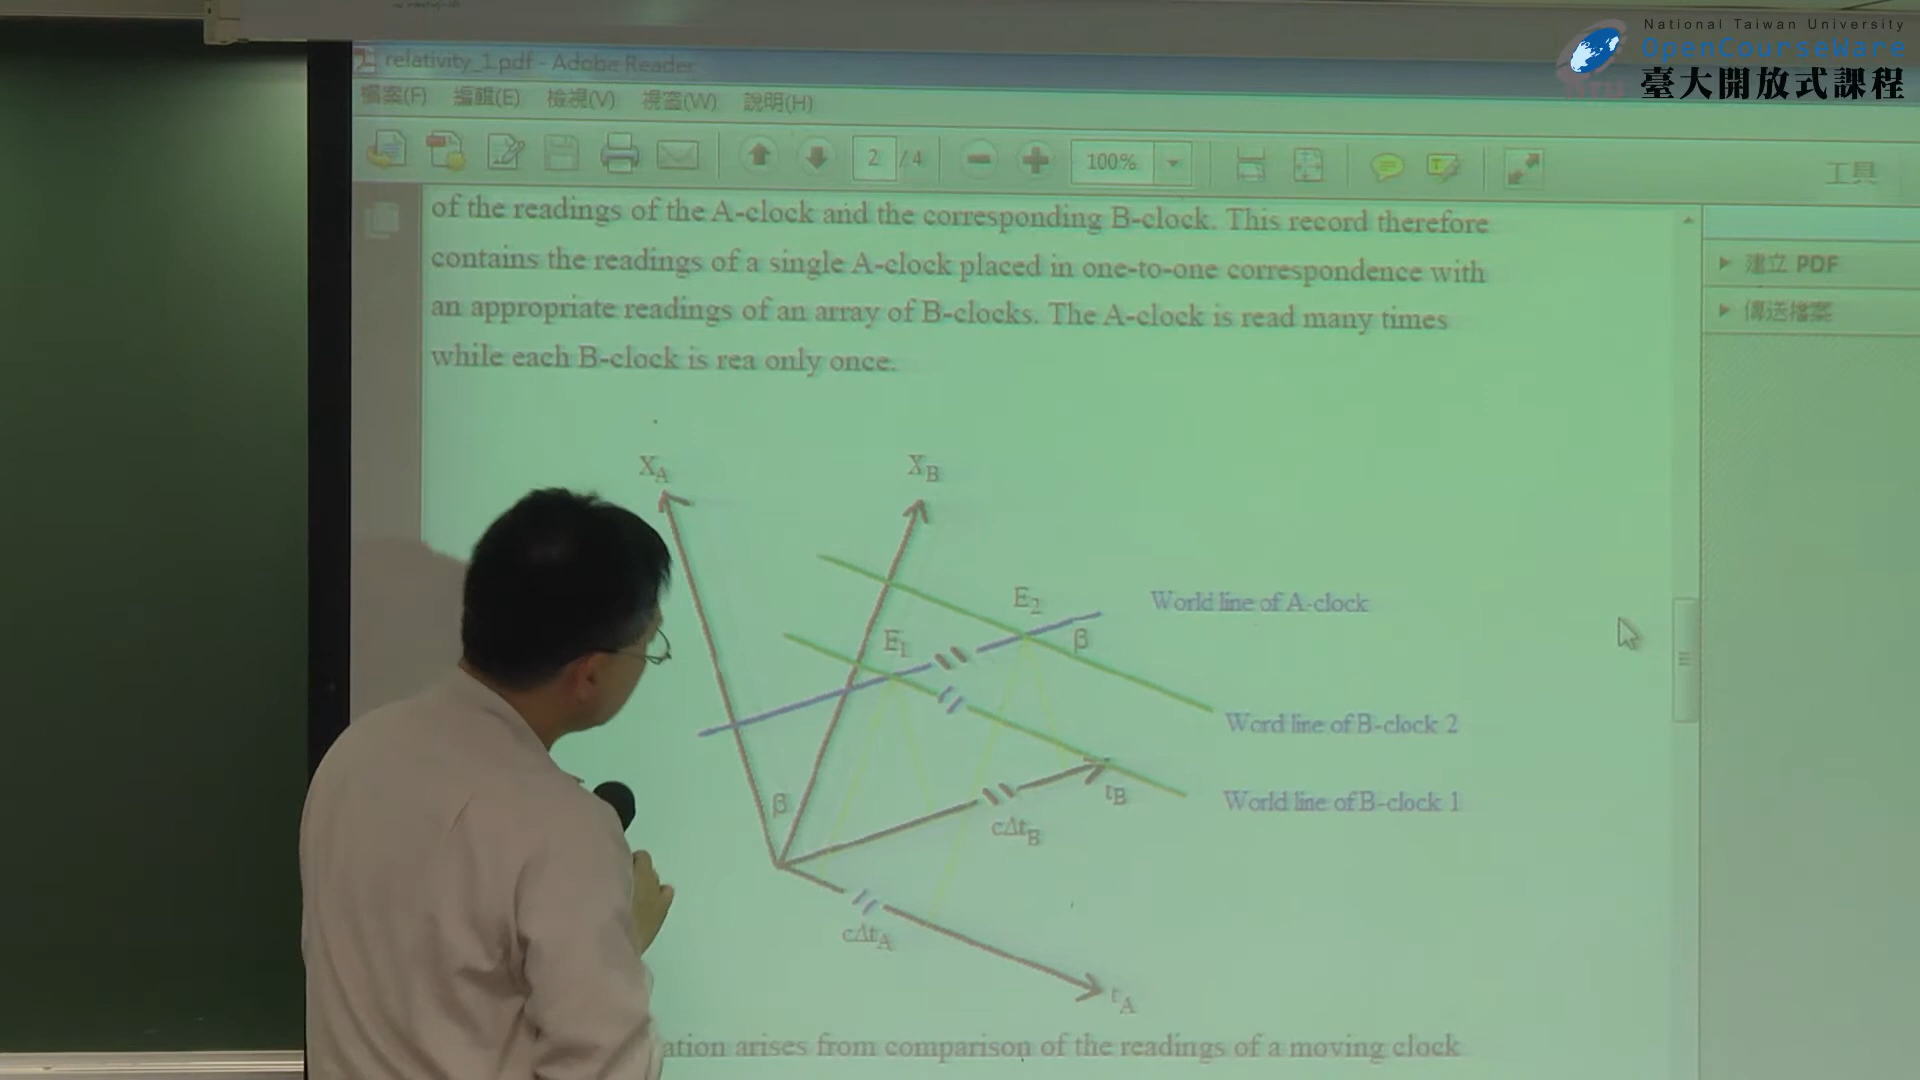 National Taiwan University
OpenCourseWare
臺大開放式課程
relativity_1.pdf - Adobe Reader
檔案(F) 編輯(E) 檢視(V) 視窗(W) 說明(H)
2 / 4
100%
工具
建立 PDF
傳送檔案
of the readings of the A-clock and the corresponding B-clock. This record therefore
contains the readings of a single A-clock placed in one-to-one correspondence with
an appropriate readings of an array of B-clocks. The A-clock is read many times
while each B-clock is rea only once.
XA
XB
E2
World line of A-clock
E1
β
Word line of B-clock 2
β
tB
World line of B-clock 1
cΔtB
cΔtA
tA
ation arises from comparison of the readings of a moving clock